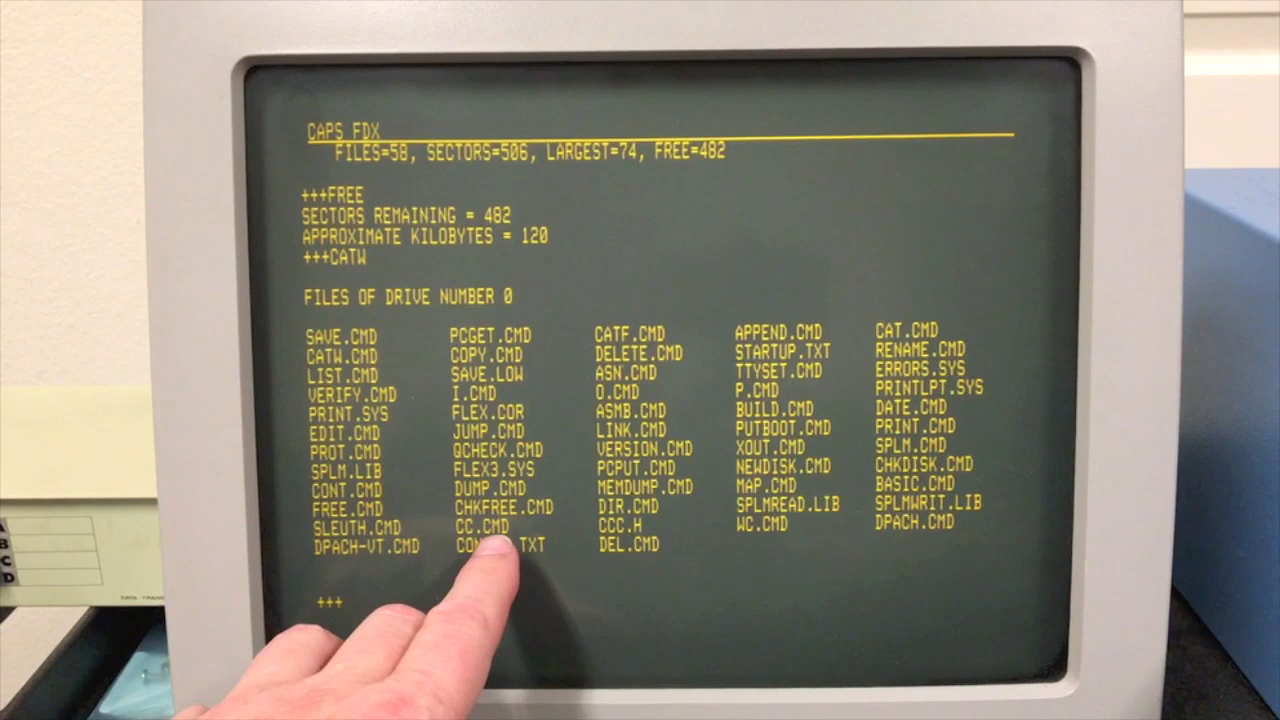 CAPS FDX
FILES=58, SECTORS=506, LARGEST=74, FREE=482
+++FREE
SECTORS REMAINING = 482
APPROXIMATE KILOBYTES = 120
+++CATW
FILES OF DRIVE NUMBER 0
SAVE.CMD PCGET.CMD CATF.CMD APPEND.CMD CAT.CMD
CATW.CMD COPY.CMD DELETE.CMD STARTUP.TXT RENAME.CMD
LIST.CMD SAVE.LOW ASN.CMD TTYSET.CMD ERRORS.SYS
VERIFY.CMD I.CMD O.CMD P.CMD PRINTLPT.SYS
PRINT.SYS FLEX.COR ASMB.CMD BUILD.CMD DATE.CMD
EDIT.CMD JUMP.CMD LINK.CMD PUTBOOT.CMD PRINT.CMD
PROT.CMD QCHECK.CMD VERSION.CMD XOUT.CMD SPLM.CMD
SPLM.LIB FLEX3.SYS PCPUT.CMD NEWDISK.CMD CHKDISK.CMD
CONT.CMD DUMP.CMD MEMDUMP.CMD MAP.CMD BASIC.CMD
FREE.CMD CHKFREE.CMD DIR.CMD SPLMREAD.LIB SPLMWRIT.LIB
SLEUTH.CMD CC.CMD CCC.H WC.CMD DPACH.CMD
DPACH-VT.CMD .TXT DEL.CMD
+++
A
B
C
D
DATA